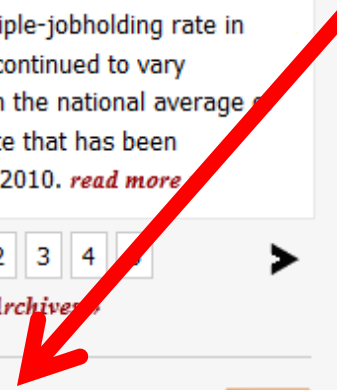 iple-jobholding rate in
continued to vary
the national average
te that has been
2010. read more
2 3 4
Archives »